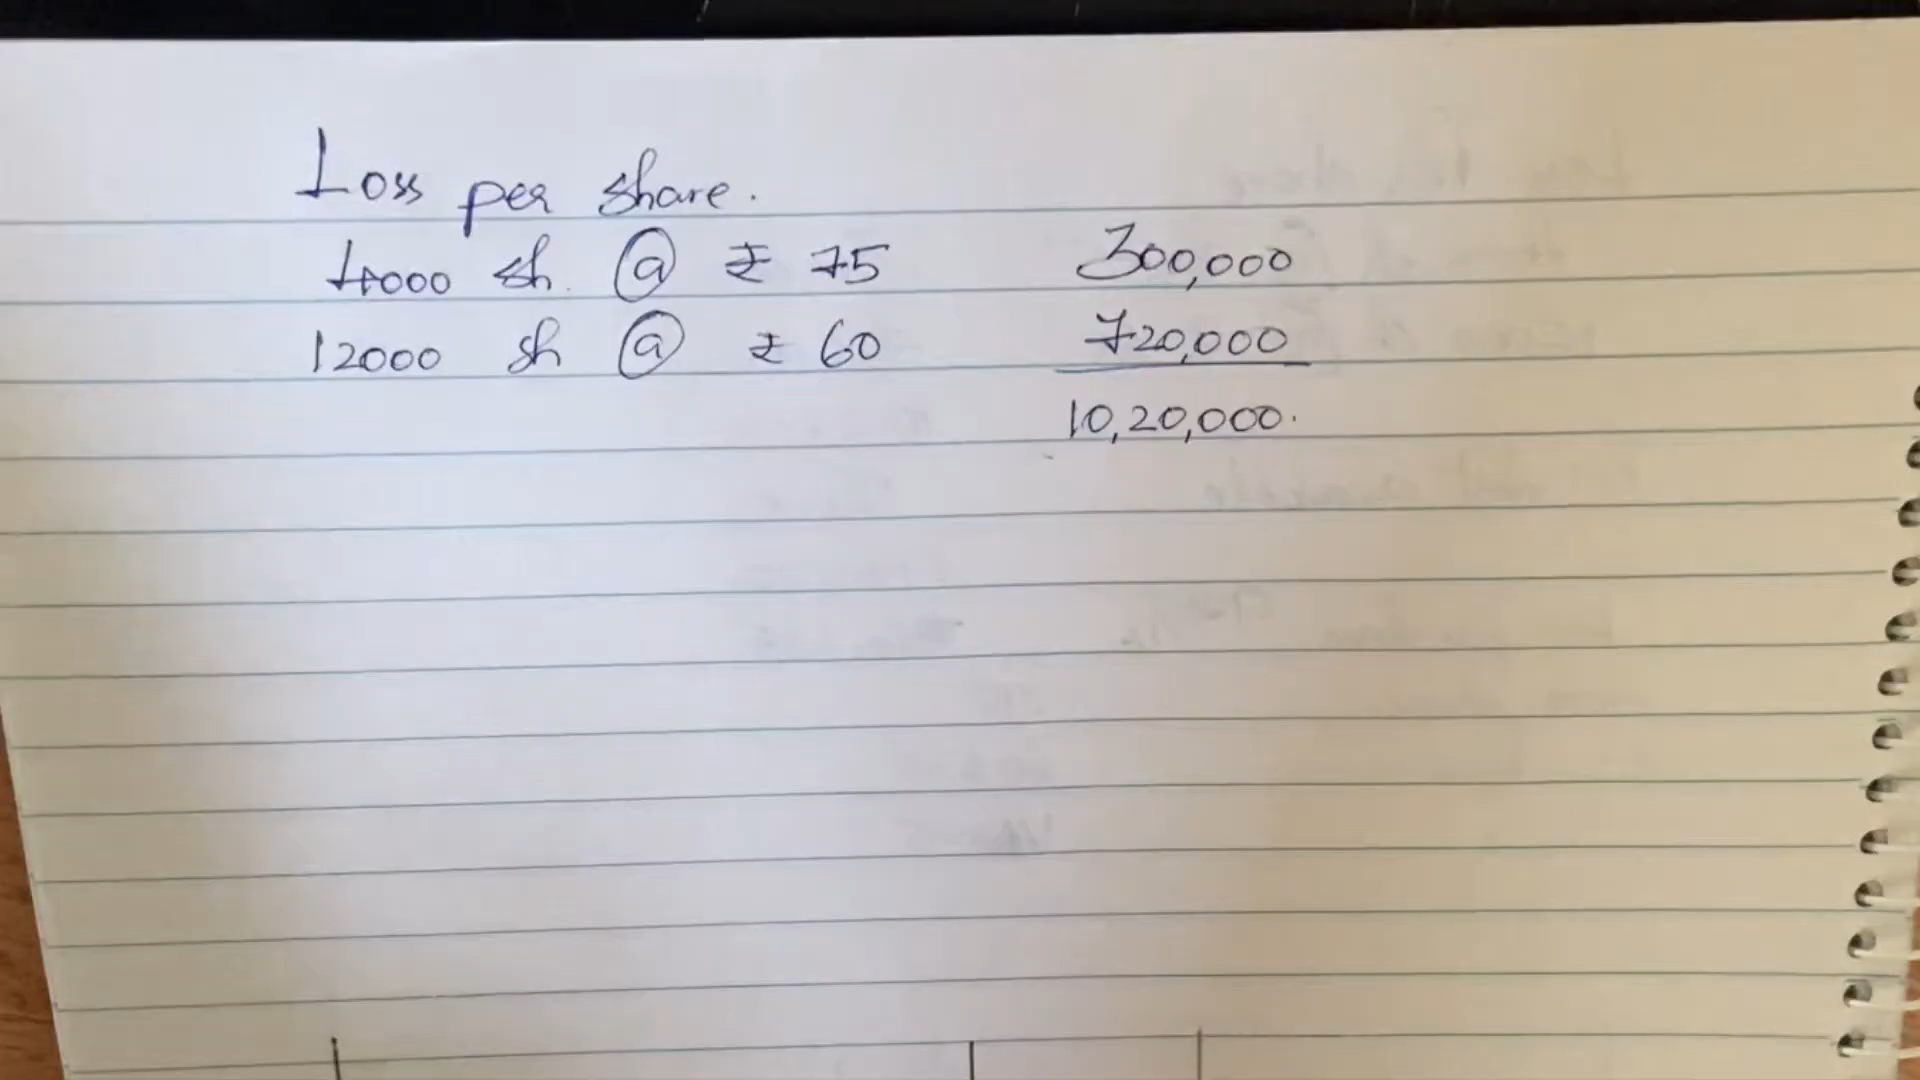 Loss per share.
4000 sh. @ ₹ 75 300,000
12000 sh @ ₹ 60 720,000
10,20,000.